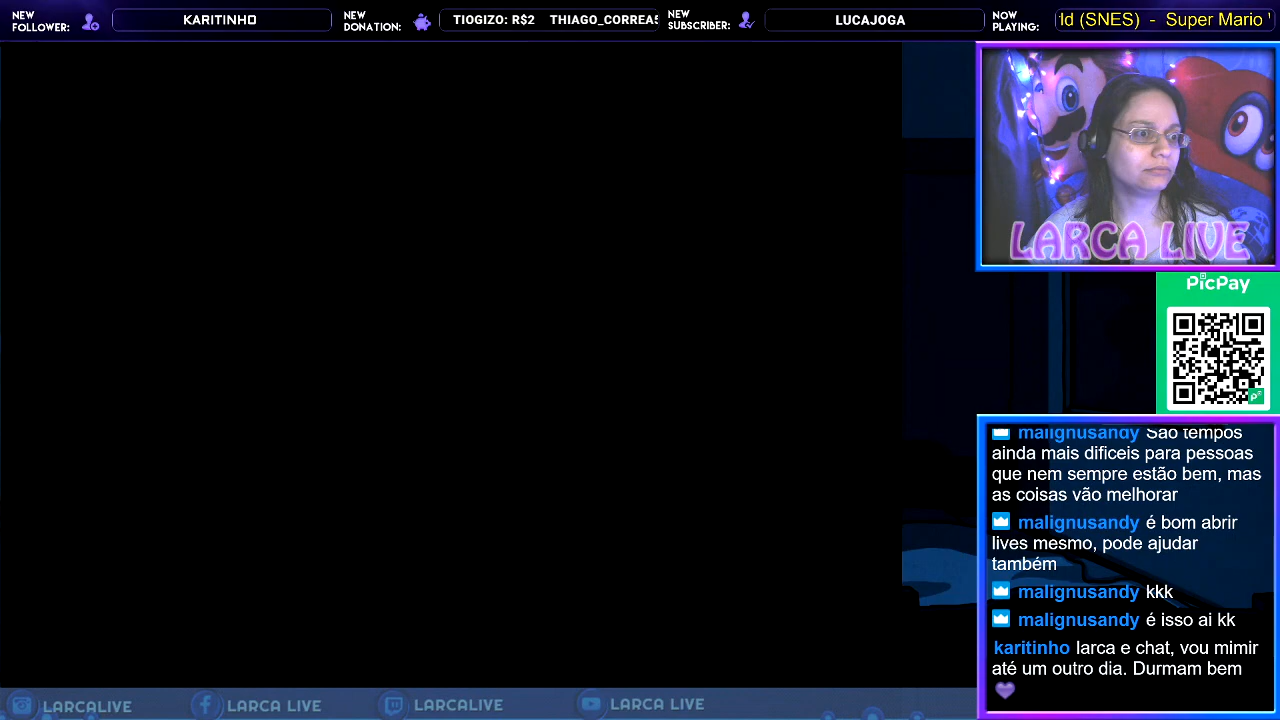 NEW FOLLOWER:
KARITINHO
NEW DONATION:
TIOGIZO: R$2 THIAGO_CORREAS
NEW SUBSCRIBER:
LUCAJOGA
NOW PLAYING:
ld (SNES) - Super Mario
LARCA LIVE
PicPay
malignusandy São tempos
ainda mais dificeis para pessoas
que nem sempre estão bem, mas
as coisas vão melhorar
malignusandy é bom abrir
lives mesmo, pode ajudar
também
malignusandy kkk
malignusandy é isso ai kk
karitinho larca e chat, vou mimir
até um outro dia. Durmam bem
LARCALIVE
LARCA LIVE
LARCALIVE
LARCA LIVE